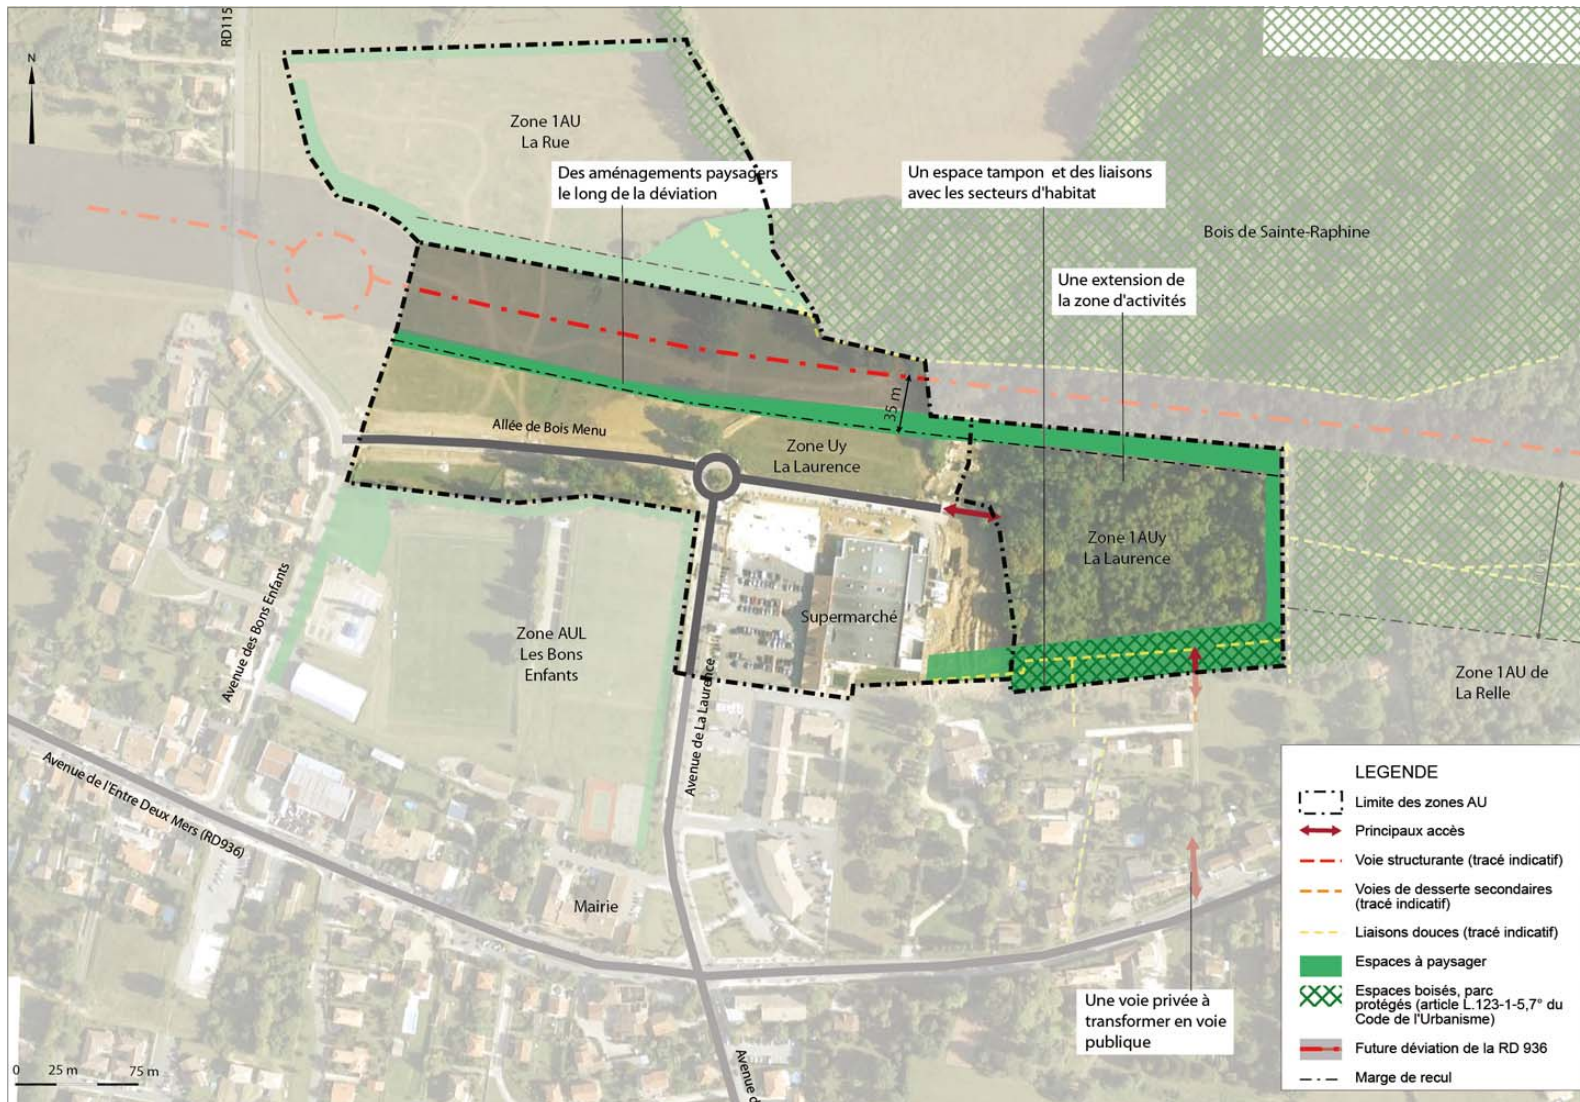 RD115
N
Zone 1AU
La Rue
Des aménagements paysagers
le long de la déviation
Un espace tampon et des liaisons
avec les secteurs d'habitat
Bois de Sainte-Raphine
Une extension de
la zone d'activités
35 m
Allée de Bois Menu
Zone Uy
La Laurence
Zone 1AUy
La Laurence
Avenue des Bons Enfants
Zone AUL
Les Bons
Enfants
Supermarché
Avenue de La Laurence
Zone 1AU de
La Relle
Avenue de l'Entre Deux Mers (RD936)
Mairie
Une voie privée à
transformer en voie
publique
Avenue d
0 25 m 75 m
LEGENDE
Limite des zones AU
Principaux accès
Voie structurante (tracé indicatif)
Voies de desserte secondaires
(tracé indicatif)
Liaisons douces (tracé indicatif)
Espaces à paysager
Espaces boisés, parc
protégés (article L.123-1-5,7° du
Code de l'Urbanisme)
Future déviation de la RD 936
Marge de recul